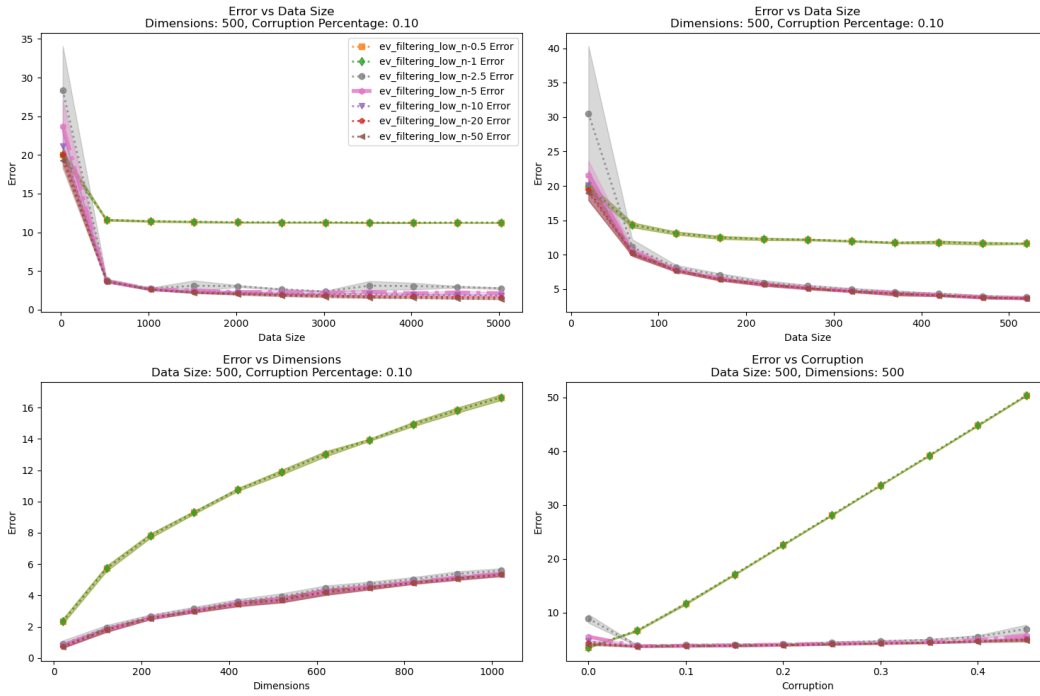 Error vs Data Size
Dimensions: 500, Corruption Percentage: 0.10
35
30
25
20
15
10
5
0
Error
ev_filtering_low_n-0.5 Error
ev_filtering_low_n-1 Error
ev_filtering_low_n-2.5 Error
ev_filtering_low_n-5 Error
ev_filtering_low_n-10 Error
ev_filtering_low_n-20 Error
ev_filtering_low_n-50 Error
0 1000 2000 3000 4000 5000
Data Size
Error vs Data Size
Dimensions: 500, Corruption Percentage: 0.10
40
35
30
25
20
15
10
5
Error
0 100 200 300 400 500
Data Size
Error vs Dimensions
Data Size: 500, Corruption Percentage: 0.10
16
14
12
10
8
6
4
2
0
Error
0 200 400 600 800 1000
Dimensions
Error vs Corruption
Data Size: 500, Dimensions: 500
50
40
30
20
10
Error
0.0 0.1 0.2 0.3 0.4
Corruption